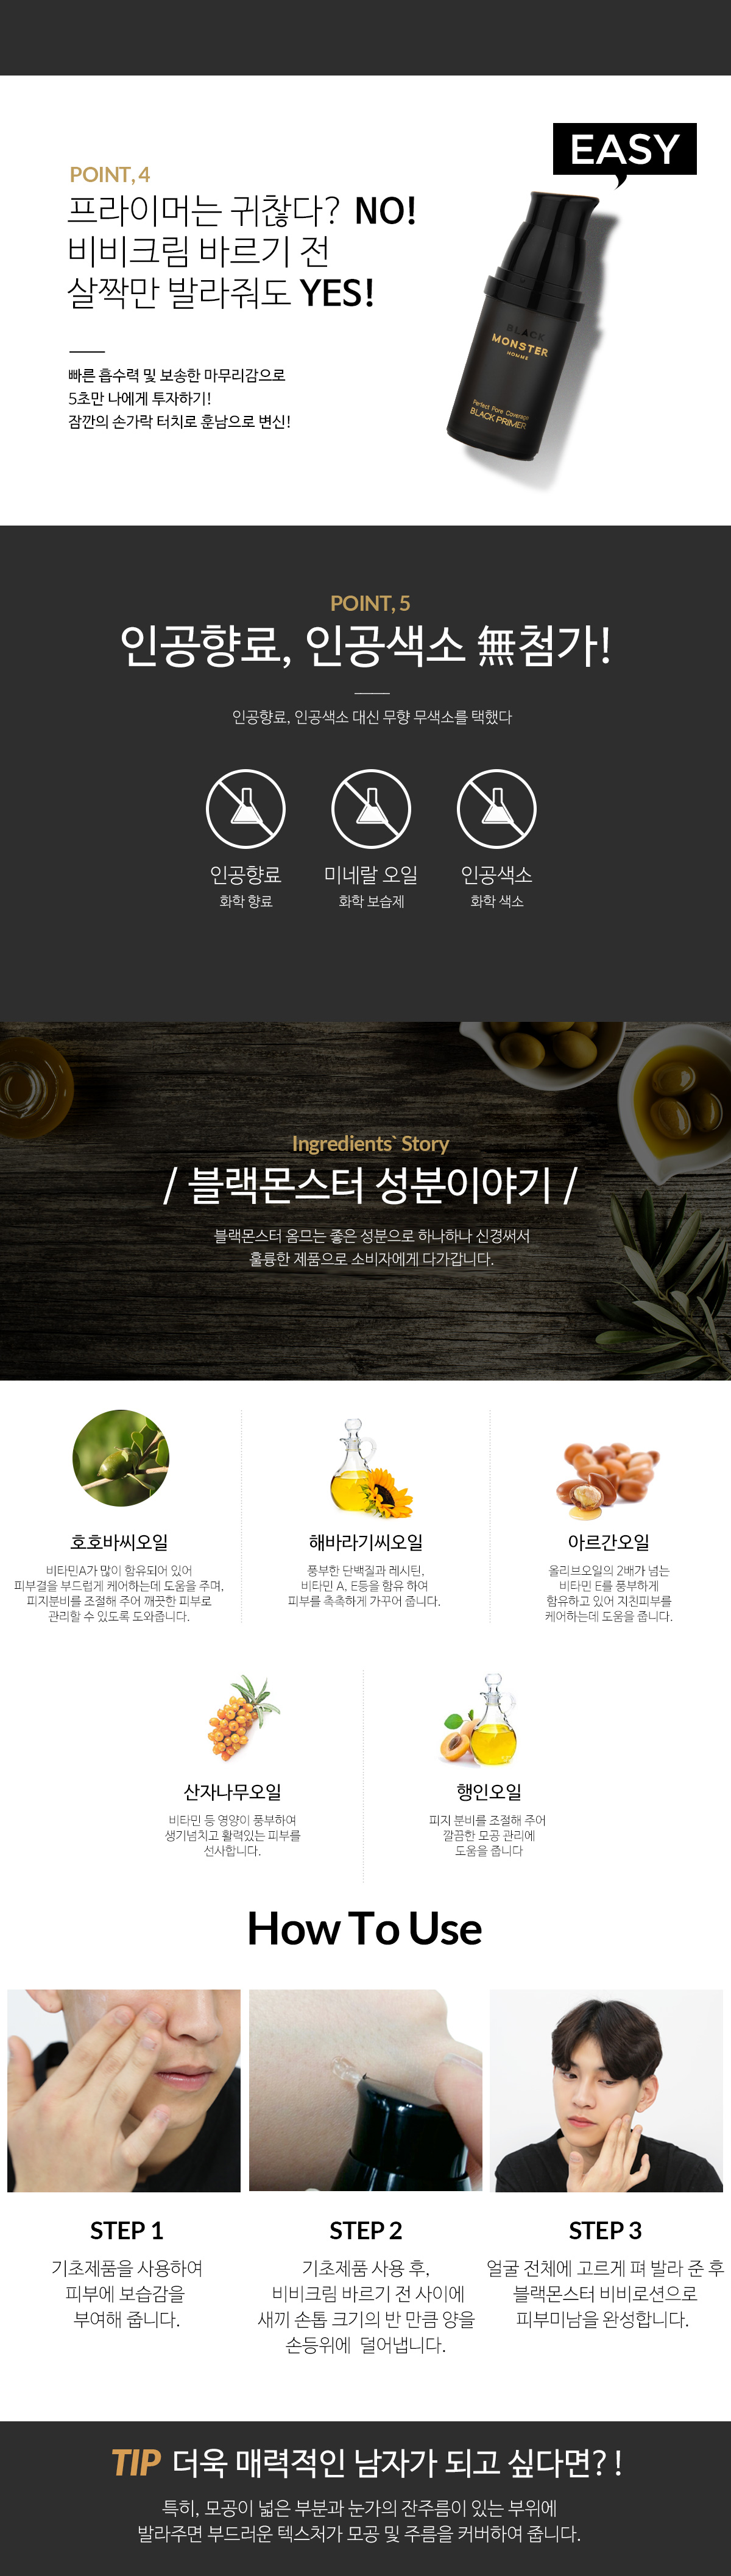 EASY
POINT, 4
프라이머는 귀찮다? NO!
비비크림 바르기 전
살짝만 발라줘도 YES!
빠른 흡수력 및 보송한 마무리감으로
5초만 나에게 투자하기!
잠깐의 손가락 터치로 훈남으로 변신!
BLACK
MONSTER
HOMME
Perfect Pore Coverage
BLACK PRIMER
POINT, 5
인공향료, 인공색소 無첨가!
인공향료, 인공색소 대신 무향 무색소를 택했다
인공향료 미네랄 오일 인공색소
화학 향료 화학 보습제 화학 색소
Ingredients` Story
/ 블랙몬스터 성분이야기 /
블랙몬스터 옴므는 좋은 성분으로 하나하나 신경써서
훌륭한 제품으로 소비자에게 다가갑니다.
호호바씨오일
비타민A가 많이 함유되어 있어
피부결을 부드럽게 케어하는데 도움을 주며,
피지분비를 조절해 주어 깨끗한 피부로
관리할 수 있도록 도와줍니다.
해바라기씨오일
풍부한 단백질과 레시틴,
비타민 A, E등을 함유 하여
피부를 촉촉하게 가꾸어 줍니다.
아르간오일
올리브오일의 2배가 넘는
비타민 E를 풍부하게
함유하고 있어 지친피부를
케어하는데 도움을 줍니다.
산자나무오일
비타민 등 영양이 풍부하여
생기넘치고 활력있는 피부를
선사합니다.
행인오일
피지 분비를 조절해 주어
깔끔한 모공 관리에
도움을 줍니다
How To Use
STEP 1
기초제품을 사용하여
피부에 보습감을
부여해 줍니다.
STEP 2
기초제품 사용 후,
비비크림 바르기 전 사이에
새끼 손톱 크기의 반 만큼 양을
손등위에 덜어냅니다.
STEP 3
얼굴 전체에 고르게 펴 발라 준 후
블랙몬스터 비비로션으로
피부미남을 완성합니다.
TIP 더욱 매력적인 남자가 되고 싶다면? !
특히, 모공이 넓은 부분과 눈가의 잔주름이 있는 부위에
발라주면 부드러운 텍스처가 모공 및 주름을 커버하여 줍니다.